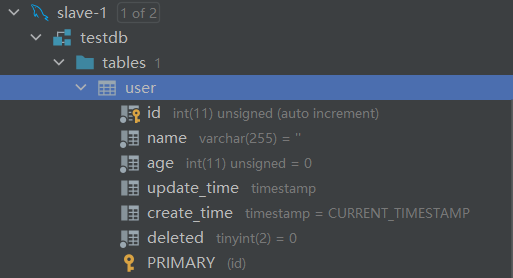 slave-1 1 of 2
testdb
tables 1
user
id int(11) unsigned (auto increment)
name varchar(255) = ''
age int(11) unsigned = 0
update_time timestamp
create_time timestamp = CURRENT_TIMESTAMP
deleted tinyint(2) = 0
PRIMARY (id)